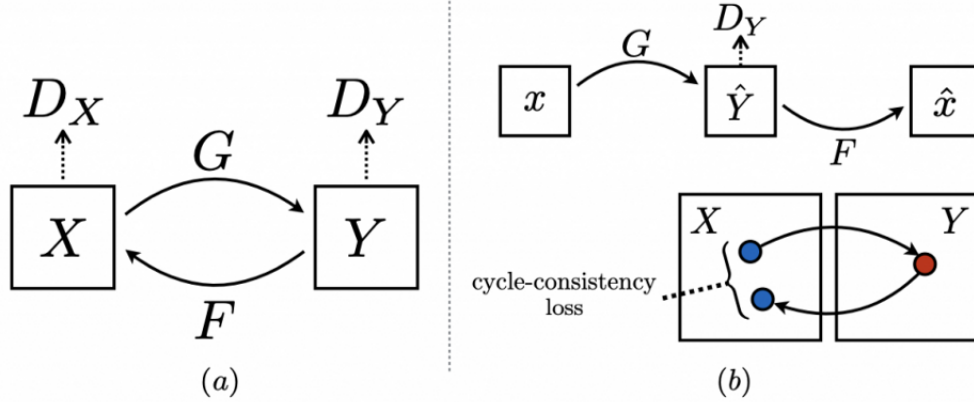 D_X
D_Y
G
X
Y
F
(a)
D_Y
G
x
Ŷ
x̂
F
X
Y
cycle-consistency
loss
(b)